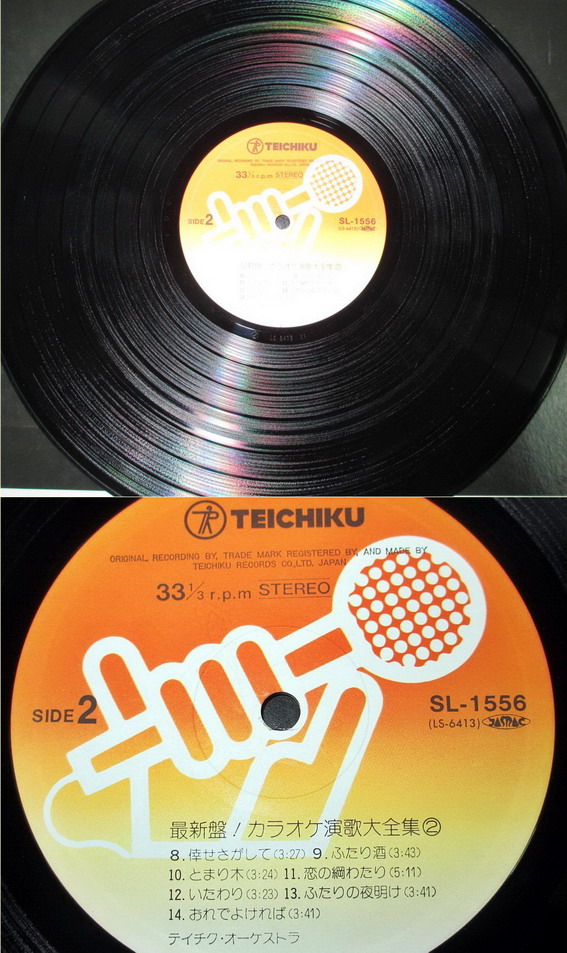 TEICHIKU
33 1/3 r.p.m STEREO
SIDE 2
SL-1556
TEICHIKU
ORIGINAL RECORDING BY, TRADE MARK REGISTERED BY, AND MADE BY
TEICHIKU RECORDS CO.,LTD, JAPAN
33 1/3 r.p.m STEREO
SIDE 2
SL-1556
(LS-6413) JASRAC
最新盤！カラオケ演歌大全集②
8. 倖せさがして(3:27) 9. ふたり酒(3:43)
10. とまり木(3:24) 11. 恋の綱わたり(5:11)
12. いたわり(3:23) 13. ふたりの夜明け(3:41)
14. おれでよければ(3:41)
テイチク・オーケストラ